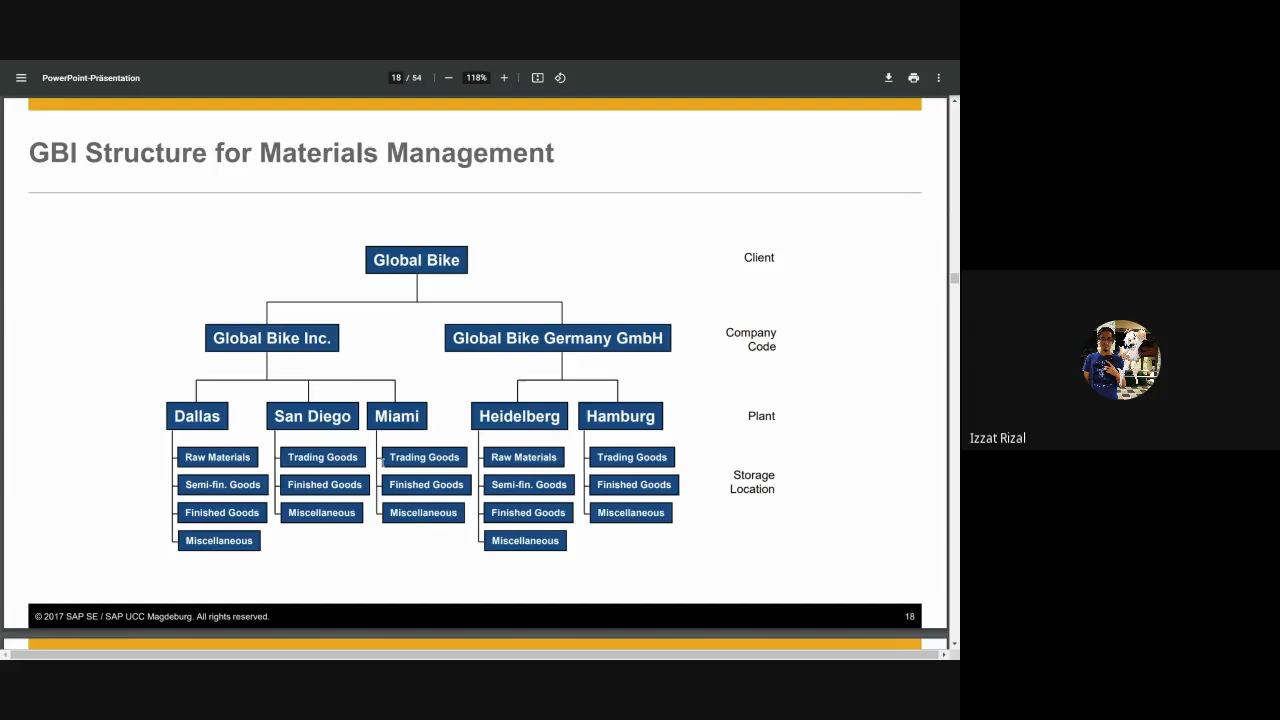 PowerPoint-Präsentation
18 / 54
118%
GBI Structure for Materials Management
Global Bike
Client
Global Bike Inc.
Global Bike Germany GmbH
Company
Code
Dallas
San Diego
Miami
Heidelberg
Hamburg
Plant
Raw Materials
Trading Goods
Trading Goods
Raw Materials
Trading Goods
Storage
Location
Semi-fin. Goods
Finished Goods
Finished Goods
Semi-fin. Goods
Finished Goods
Finished Goods
Miscellaneous
Miscellaneous
Finished Goods
Miscellaneous
Miscellaneous
Miscellaneous
© 2017 SAP SE / SAP UCC Magdeburg. All rights reserved.
18
Izzat Rizal